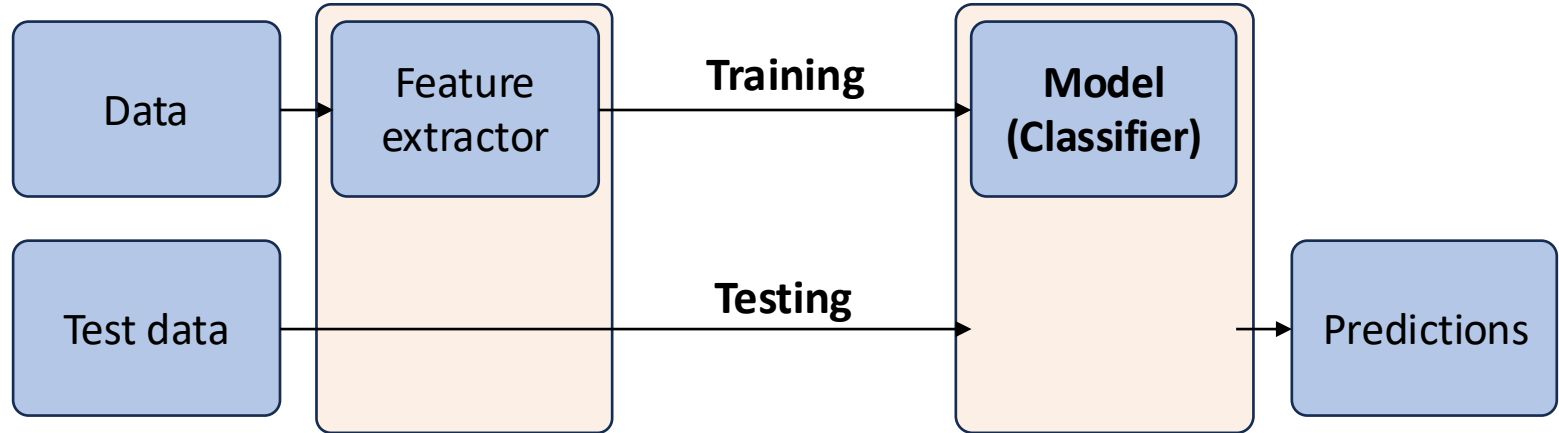 Data
Feature
extractor
Training
Model
(Classifier)
Test data
Testing
Predictions